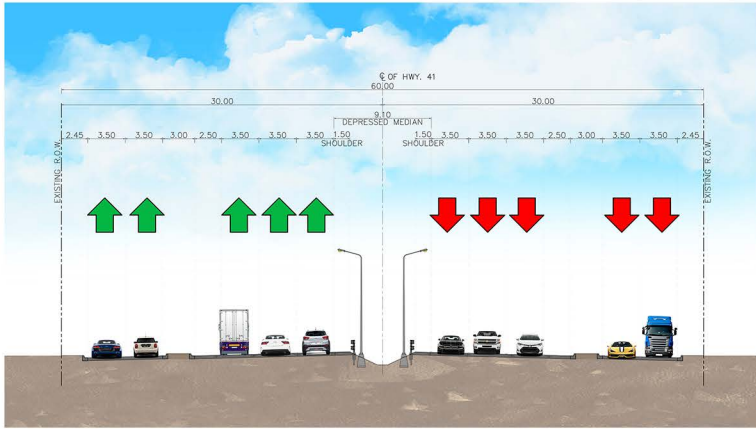 ℄ OF HWY. 41
60.00
30.00 30.00
9.10
DEPRESSED MEDIAN
2.45 3.50 3.50 3.00 2.50 3.50 3.50 3.50 1.50 1.50 3.50 3.50 3.50 2.50 3.00 3.50 3.50 2.45
SHOULDER SHOULDER
EXISTING R.O.W.
EXISTING R.O.W.